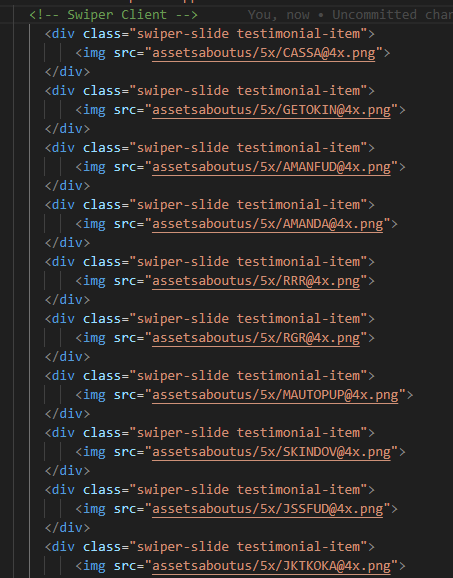 <!-- Swiper Client --> You, now • Uncommitted char
<div class="swiper-slide testimonial-item">
<img src="assetsaboutus/5x/CASSA@4x.png">
</div>
<div class="swiper-slide testimonial-item">
<img src="assetsaboutus/5x/GETOKIN@4x.png">
</div>
<div class="swiper-slide testimonial-item">
<img src="assetsaboutus/5x/AMANFUD@4x.png">
</div>
<div class="swiper-slide testimonial-item">
<img src="assetsaboutus/5x/AMANDA@4x.png">
</div>
<div class="swiper-slide testimonial-item">
<img src="assetsaboutus/5x/RRR@4x.png">
</div>
<div class="swiper-slide testimonial-item">
<img src="assetsaboutus/5x/RGR@4x.png">
</div>
<div class="swiper-slide testimonial-item">
<img src="assetsaboutus/5x/MAUTOPUP@4x.png">
</div>
<div class="swiper-slide testimonial-item">
<img src="assetsaboutus/5x/SKINDOV@4x.png">
</div>
<div class="swiper-slide testimonial-item">
<img src="assetsaboutus/5x/JSSFUD@4x.png">
</div>
<div class="swiper-slide testimonial-item">
<img src="assetsaboutus/5x/JKTKOKA@4x.png">